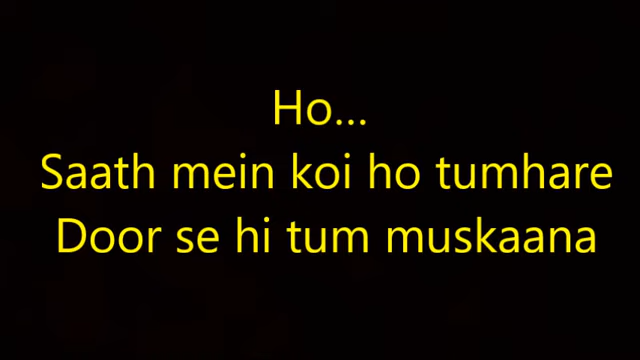 Ho...
Saath mein koi ho tumhare
Door se hi tum muskaana